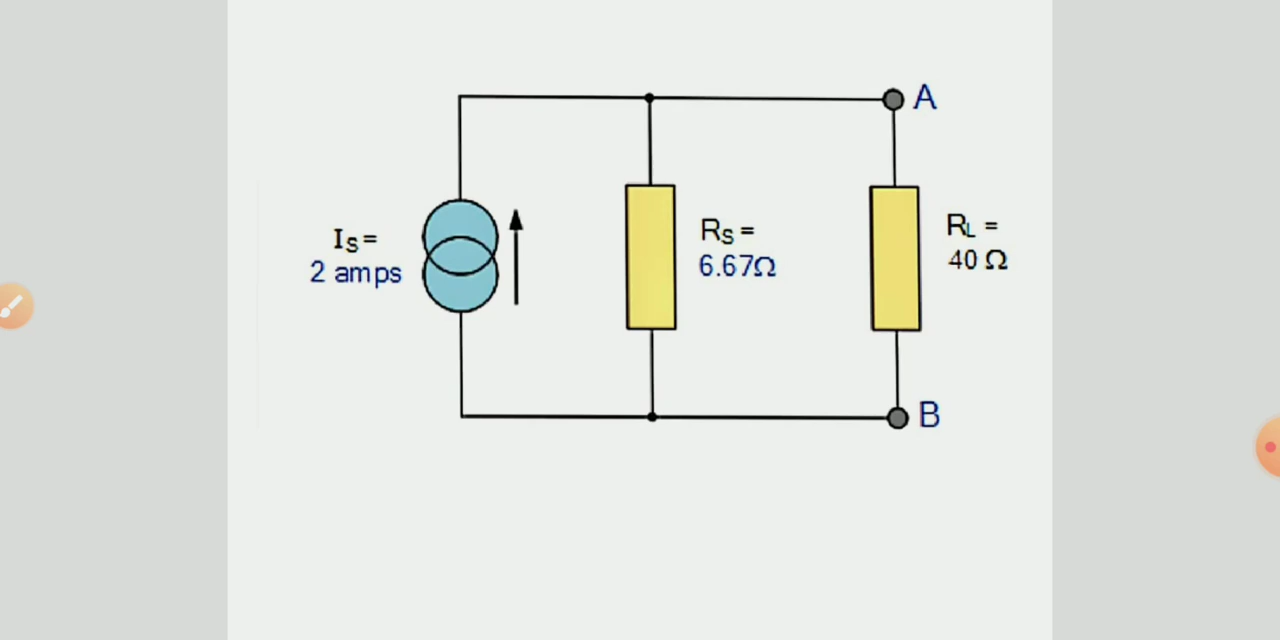 A
IS =
2 amps
RS =
6.67Ω
RL =
40 Ω
B